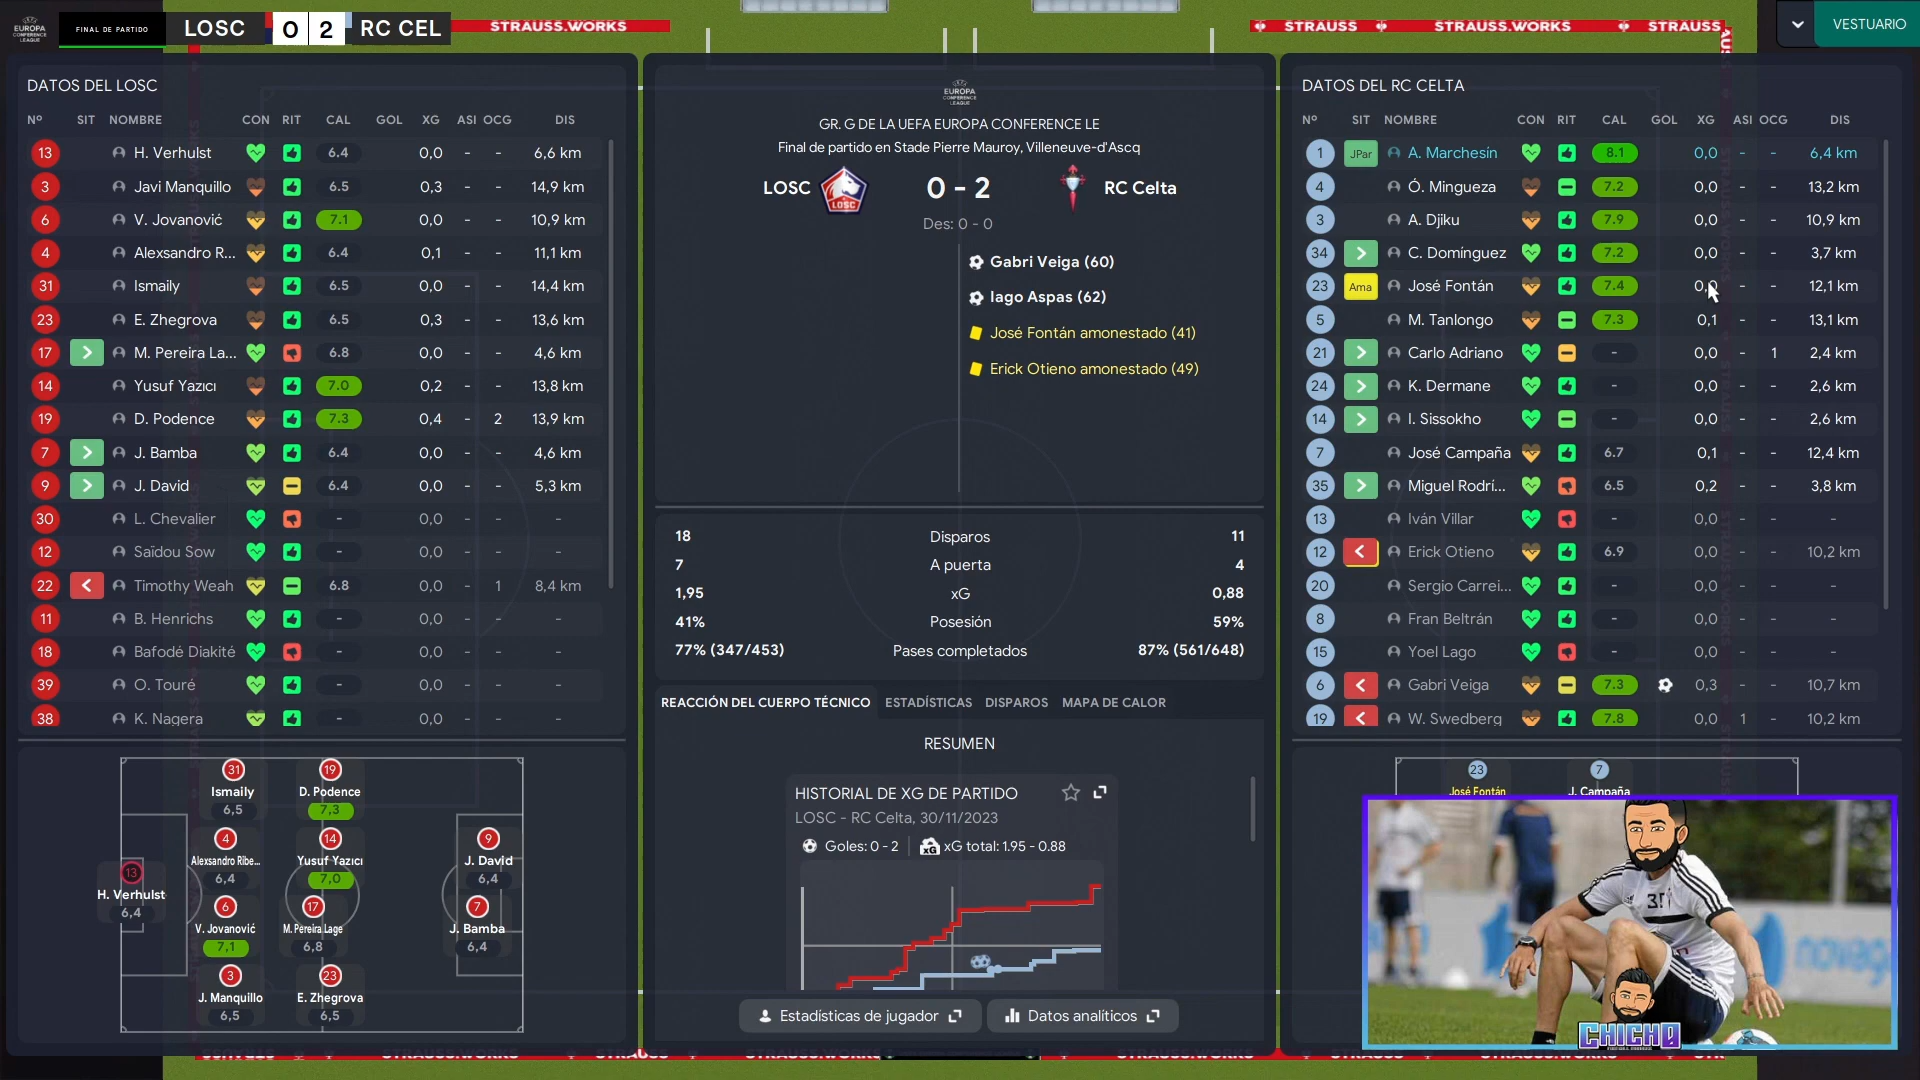 EUROPA
CONFERENCE
LEAGUE
FINAL DE PARTIDO
LOSC
0 2
RC CEL
STRAUSS.WORKS
STRAUSS
STRAUSS.WORKS
STRAUSS
VESTUARIO
DATOS DEL LOSC
Nº SIT NOMBRE CON RIT CAL GOL XG ASI OCG DIS
13 H. Verhulst 6.4 0,0 - - 6,6 km
3 Javi Manquillo 6.5 0,3 - - 14,9 km
6 V. Jovanović 7.1 0,0 - - 10,9 km
4 Alexsandro R... 6.4 0,1 - - 11,1 km
31 Ismaily 6.5 0,0 - - 14,4 km
23 E. Zhegrova 6.5 0,3 - - 13,6 km
17 M. Pereira La... 6.8 0,0 - - 4,6 km
14 Yusuf Yazıcı 7.0 0,2 - - 13,8 km
19 D. Podence 7.3 0,4 - 2 13,9 km
7 J. Bamba 6.4 0,0 - - 4,6 km
9 J. David 6.4 0,0 - - 5,3 km
30 L. Chevalier - 0,0 - - -
12 Saïdou Sow - 0,0 - - -
22 Timothy Weah 6.8 0,0 - 1 8,4 km
11 B. Henrichs - 0,0 - - -
18 Bafodé Diakité - 0,0 - - -
39 O. Touré - 0,0 - - -
38 K. Nagera - 0,0 - - -
31
Ismaily
6,5
19
D. Podence
7,3
4
Alexsandro Ribe...
6,4
14
Yusuf Yazıcı
7,0
9
J. David
6,4
13
H. Verhulst
6,4
6
V. Jovanović
7,1
17
M. Pereira Lage
6,8
7
J. Bamba
6,4
3
J. Manquillo
6,5
23
E. Zhegrova
6,5
EUROPA
CONFERENCE
LEAGUE
GR. G DE LA UEFA EUROPA CONFERENCE LE
Final de partido en Stade Pierre Mauroy, Villeneuve-d'Ascq
LOSC LOSC 0 - 2 RC Celta
Des: 0 - 0
Gabri Veiga (60)
Iago Aspas (62)
José Fontán amonestado (41)
Erick Otieno amonestado (49)
18 Disparos 11
7 A puerta 4
1,95 xG 0,88
41% Posesión 59%
77% (347/453) Pases completados 87% (561/648)
REACCIÓN DEL CUERPO TÉCNICO ESTADÍSTICAS DISPAROS MAPA DE CALOR
RESUMEN
HISTORIAL DE XG DE PARTIDO
LOSC - RC Celta, 30/11/2023
Goles: 0 - 2 xG xG total: 1.95 - 0.88
Estadísticas de jugador
Datos analíticos
DATOS DEL RC CELTA
Nº SIT NOMBRE CON RIT CAL GOL XG ASI OCG DIS
1 JPar A. Marchesín 8.1 0,0 - - 6,4 km
4 Ó. Mingueza 7.2 0,0 - - 13,2 km
3 A. Djiku 7.9 0,0 - - 10,9 km
34 C. Domínguez 7.2 0,0 - - 3,7 km
23 Ama José Fontán 7.4 - - 12,1 km
5 M. Tanlongo 7.3 0,1 - - 13,1 km
21 Carlo Adriano - 0,0 - 1 2,4 km
24 K. Dermane - 0,0 - - 2,6 km
14 I. Sissokho - 0,0 - - 2,6 km
7 José Campaña 6.7 0,1 - - 12,4 km
35 Miguel Rodrí... 6.5 0,2 - - 3,8 km
13 Iván Villar - 0,0 - - -
12 Erick Otieno 6.9 0,0 - - 10,2 km
20 Sergio Carrei... - 0,0 - - -
8 Fran Beltrán - 0,0 - - -
15 Yoel Lago - 0,0 - - -
6 Gabri Veiga 7.3 0,3 - - 10,7 km
19 W. Swedberg 7.8 0,0 1 - 10,2 km
23
José Fontán
7
J. Campaña
CHICHO